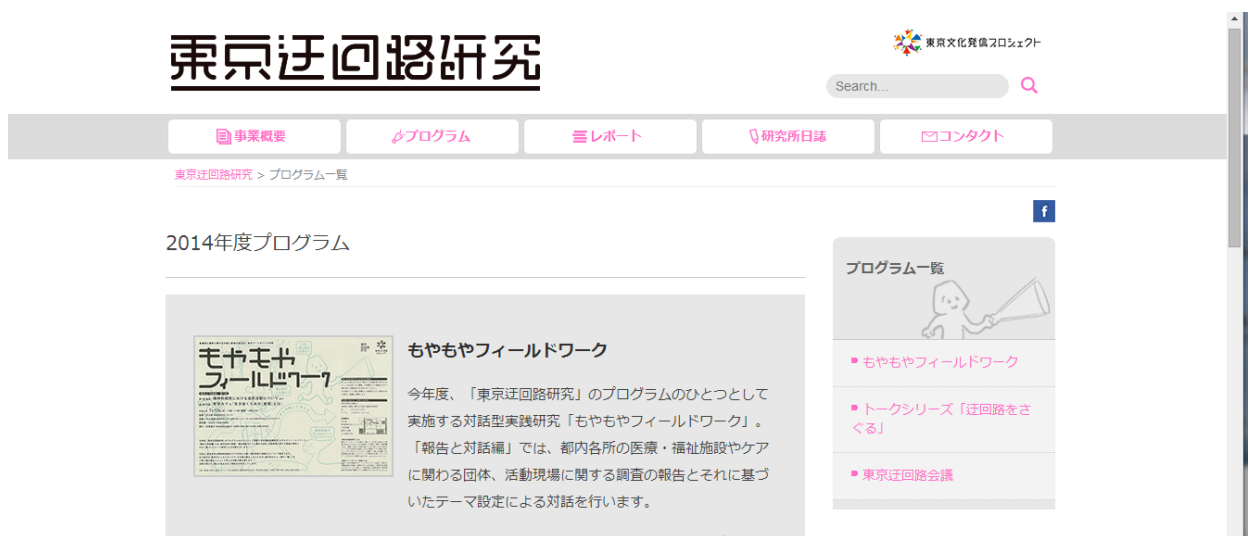 東京迂回路研究
東京文化発信プロジェクト
Search...
事業概要
プログラム
レポート
研究所日誌
コンタクト
東京迂回路研究 > プログラム一覧
f
2014年度プログラム
プログラム一覧
もやもや
フィールドワーク
もやもやフィールドワーク
今年度、「東京迂回路研究」のプログラムのひとつとして
実施する対話型実践研究「もやもやフィールドワーク」。
「報告と対話編」では、都内各所の医療・福祉施設やケア
に関わる団体、活動現場に関する調査の報告とそれに基づ
いたテーマ設定による対話を行います。
もやもやフィールドワーク
トークシリーズ「迂回路をさ
ぐる」
東京迂回路会議